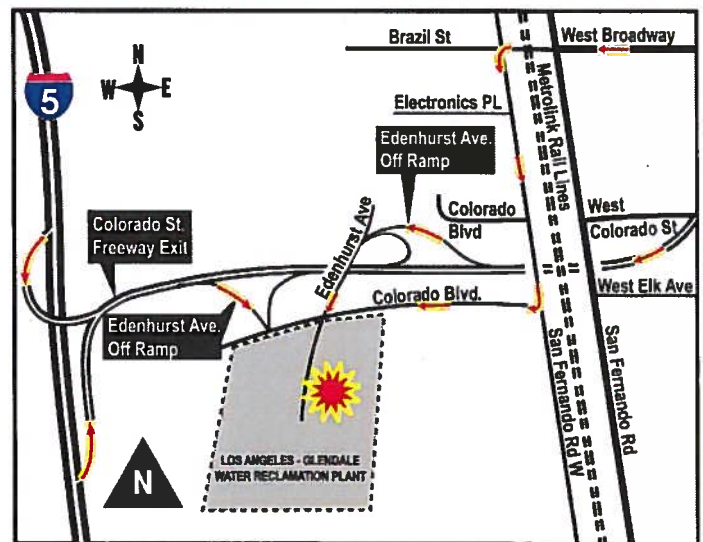 Brazil St
West Broadway
N
W E
S
5
Electronics PL
Metrolink Rail Lines
Edenhurst Ave.
Off Ramp
Edenhurst Ave
Colorado
Blvd
West
Colorado St
Colorado St.
Freeway Exit
West Elk Ave
Colorado Blvd.
Edenhurst Ave.
Off Ramp
San Fernando Rd W
San Fernando Rd
LOS ANGELES - GLENDALE
WATER RECLAMATION PLANT
N